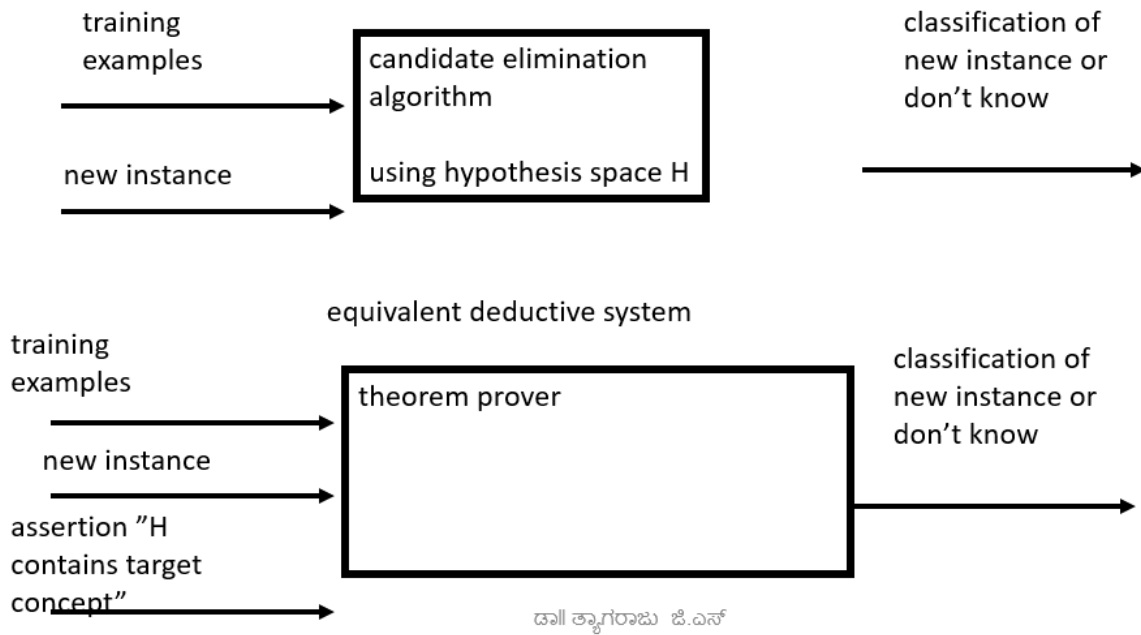 training
examples
candidate elimination
algorithm
new instance
using hypothesis space H
classification of
new instance or
don’t know
equivalent deductive system
training
examples
theorem prover
new instance
assertion ”H
contains target
concept”
classification of
new instance or
don’t know
ಡಾ|| ತ್ಯಾಗರಾಜು ಜಿ.ಎಸ್